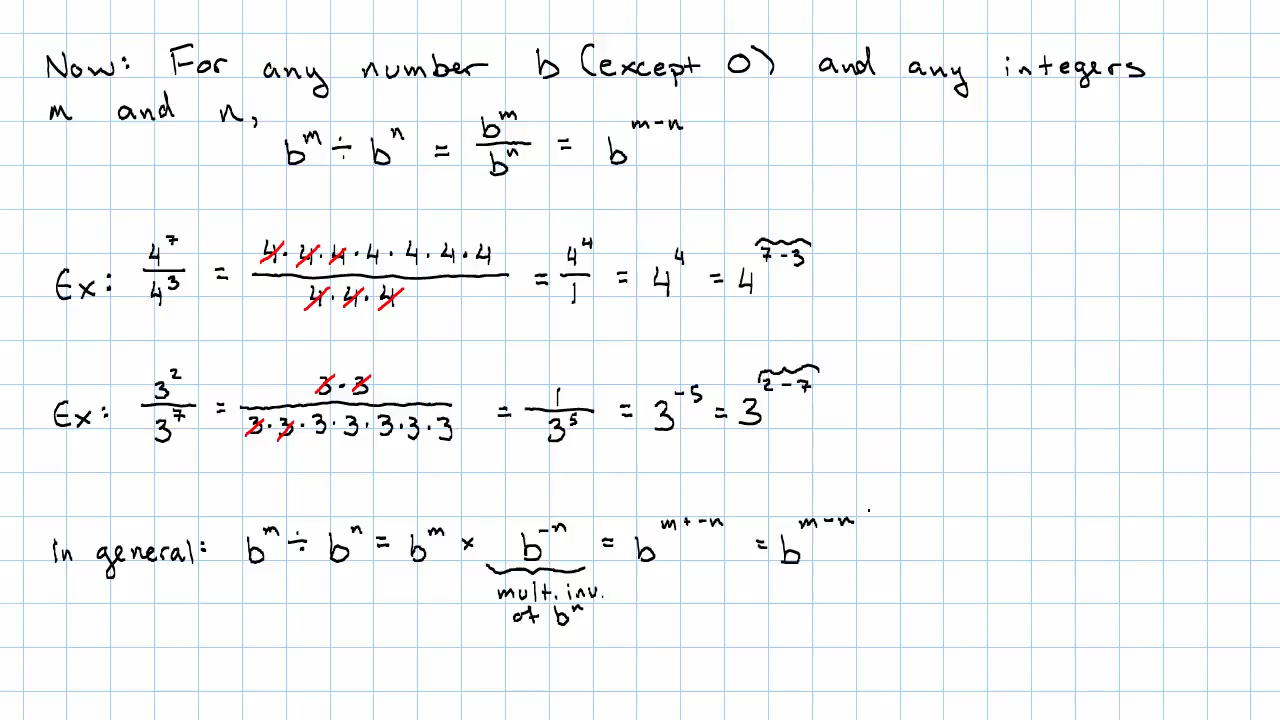 Now: For any number b (except 0) and any integers
m and n,
b^m ÷ b^n = b^m/b^n = b^(m-n)
Ex: 4^7/4^3 = (4·4·4·4·4·4·4)/(4·4·4) = 4^4/1 = 4^4 = 4^(7-3)
Ex: 3^2/3^7 = (3·3)/(3·3·3·3·3·3·3) = 1/3^5 = 3^-5 = 3^(2-7)
In general: b^m ÷ b^n = b^m × b^-n = b^(m+-n) = b^(m-n)
mult. inv.
of b^n